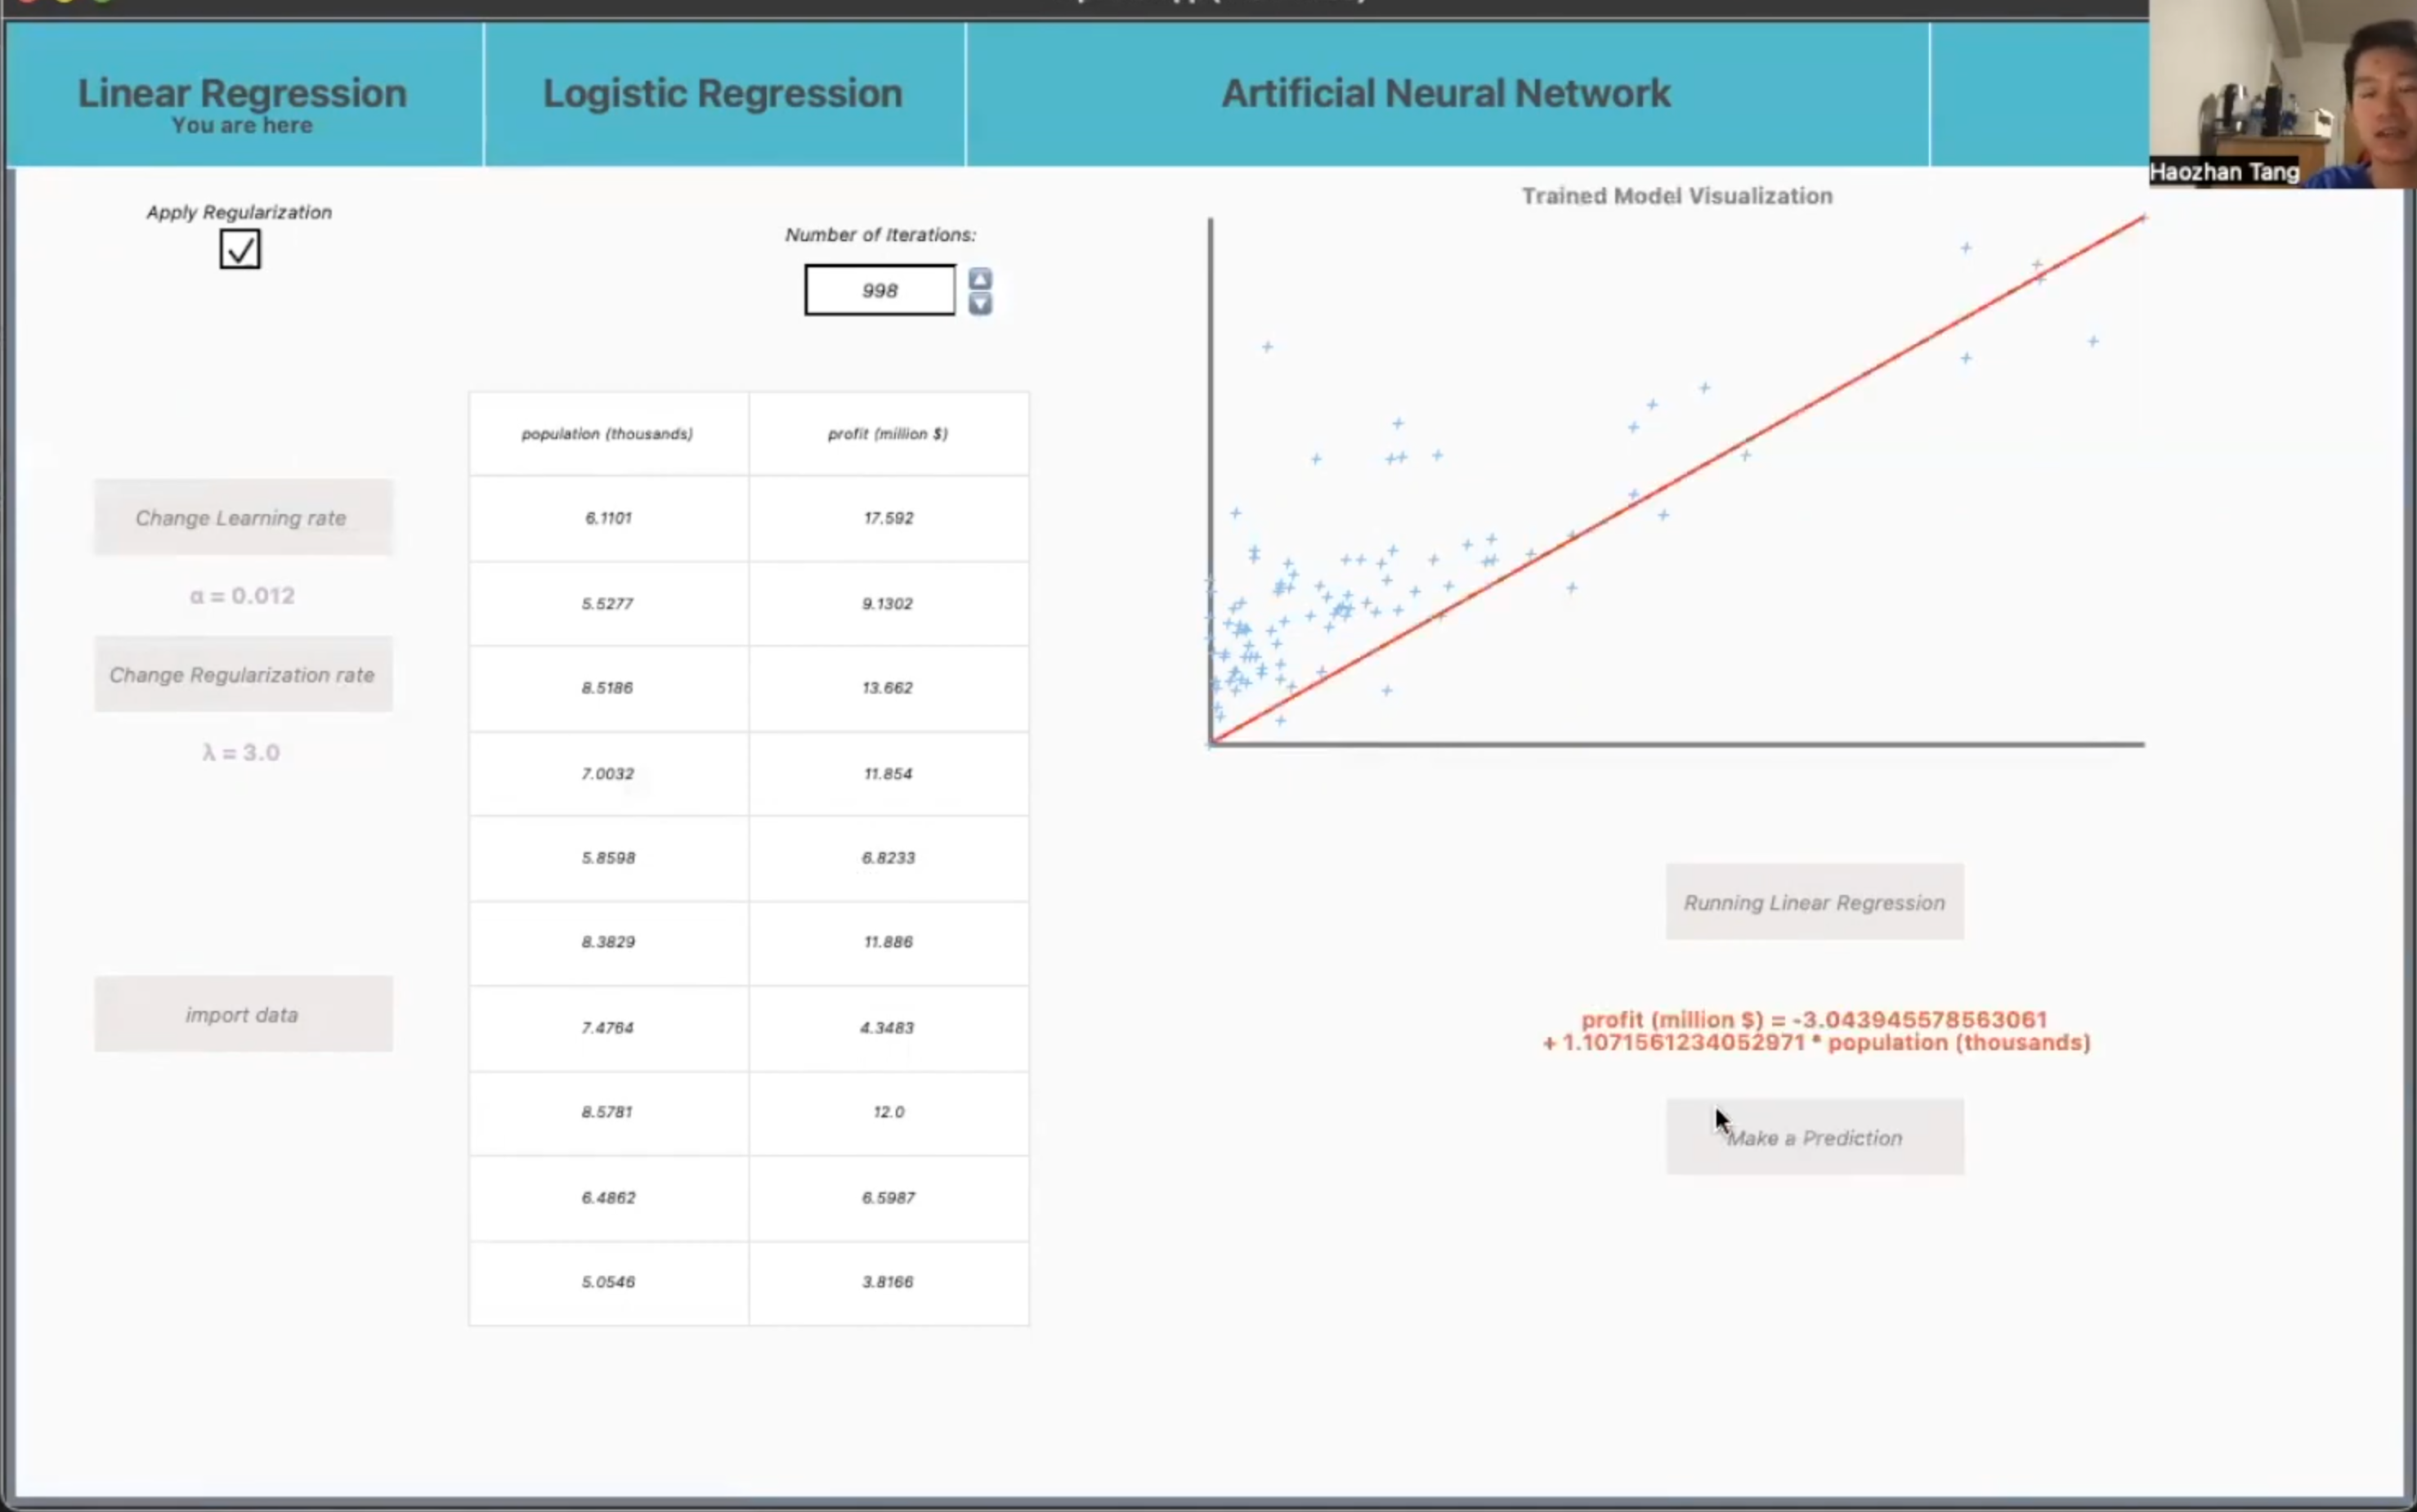 Linear Regression
You are here
Logistic Regression
Artificial Neural Network
Haozhan Tang
Apply Regularization
Number of Iterations:
998
Change Learning rate
α = 0.012
Change Regularization rate
λ = 3.0
import data
population (thousands) profit (million $)
6.1101 17.592
5.5277 9.1302
8.5186 13.662
7.0032 11.854
5.8598 6.8233
8.3829 11.886
7.4764 4.3483
8.5781 12.0
6.4862 6.5987
5.0546 3.8166
Trained Model Visualization
Running Linear Regression
profit (million $) = -3.043945578563061
+ 1.1071561234052971 * population (thousands)
Make a Prediction